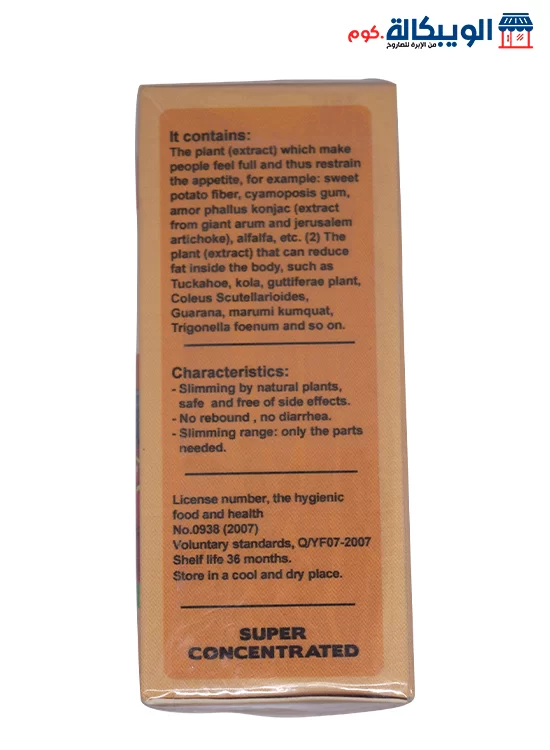 الويبكالة.كوم
من الإبرة للصاروخ
It contains:
The plant (extract) which make
people feel full and thus restrain
the appetite, for example: sweet
potato fiber, cyamoposis gum,
amor phallus konjac (extract
from giant arum and jerusalem
artichoke), alfalfa, etc. (2) The
plant (extract) that can reduce
fat inside the body, such as
Tuckahoe, kola, guttiferae plant,
Coleus Scutellarioides,
Guarana, marumi kumquat,
Trigonella foenum and so on.
Characteristics:
- Slimming by natural plants,
safe and free of side effects.
- No rebound , no diarrhea.
- Slimming range: only the parts
needed.
License number, the hygienic
food and health
No.0938 (2007)
Voluntary standards, Q/YF07-2007
Shelf life 36 months.
Store in a cool and dry place.
SUPER
CONCENTRATED